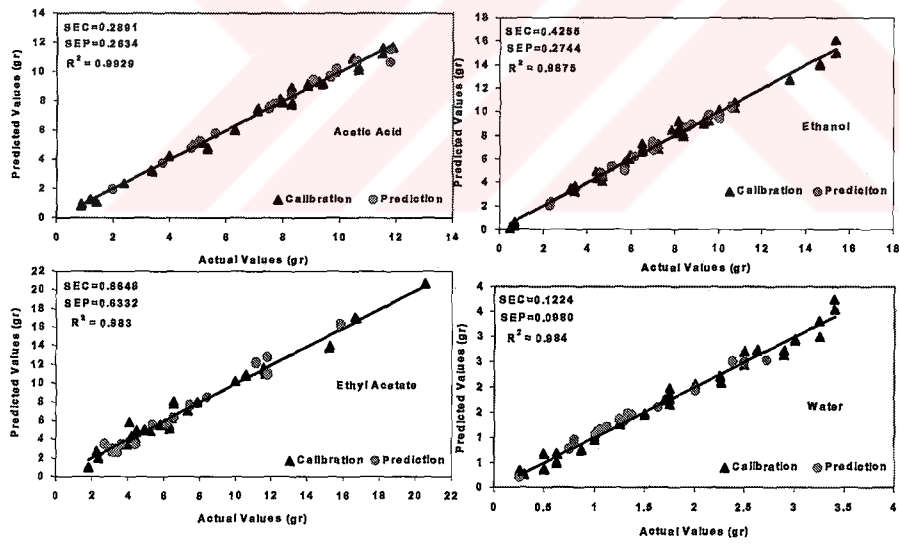 SEC=0.2891
SEP=0.2634
R² = 0.9929
Predicted Values (gr)
14
12
10
8
6
4
2
0
Acetic Acid
Calibration Prediction
0 2 4 6 8 10 12 14
Actual Values (gr)
SEC=0.4255
SEP=0.2744
R² = 0.9875
Predicted Values (gr)
18
16
14
12
10
8
6
4
2
0
Ethanol
Calibration Prediciton
0 2 4 6 8 10 12 14 16 18
Actual Values (gr)
SEC=0.8648
SEP=0.6332
R² = 0.983
Predicted Values (gr)
22
20
18
16
14
12
10
8
6
4
2
0
Ethyl Acetate
Calibration Prediction
0 2 4 6 8 10 12 14 16 18 20 22
Actual Values (gr)
SEC=0.1224
SEP=0.0980
R² = 0.984
Predicted Values (gr)
4
3
3
2
2
1
1
0
Water
Calibration Prediction
0 0.5 1 1.5 2 2.5 3 3.5 4
Actual Values (gr)